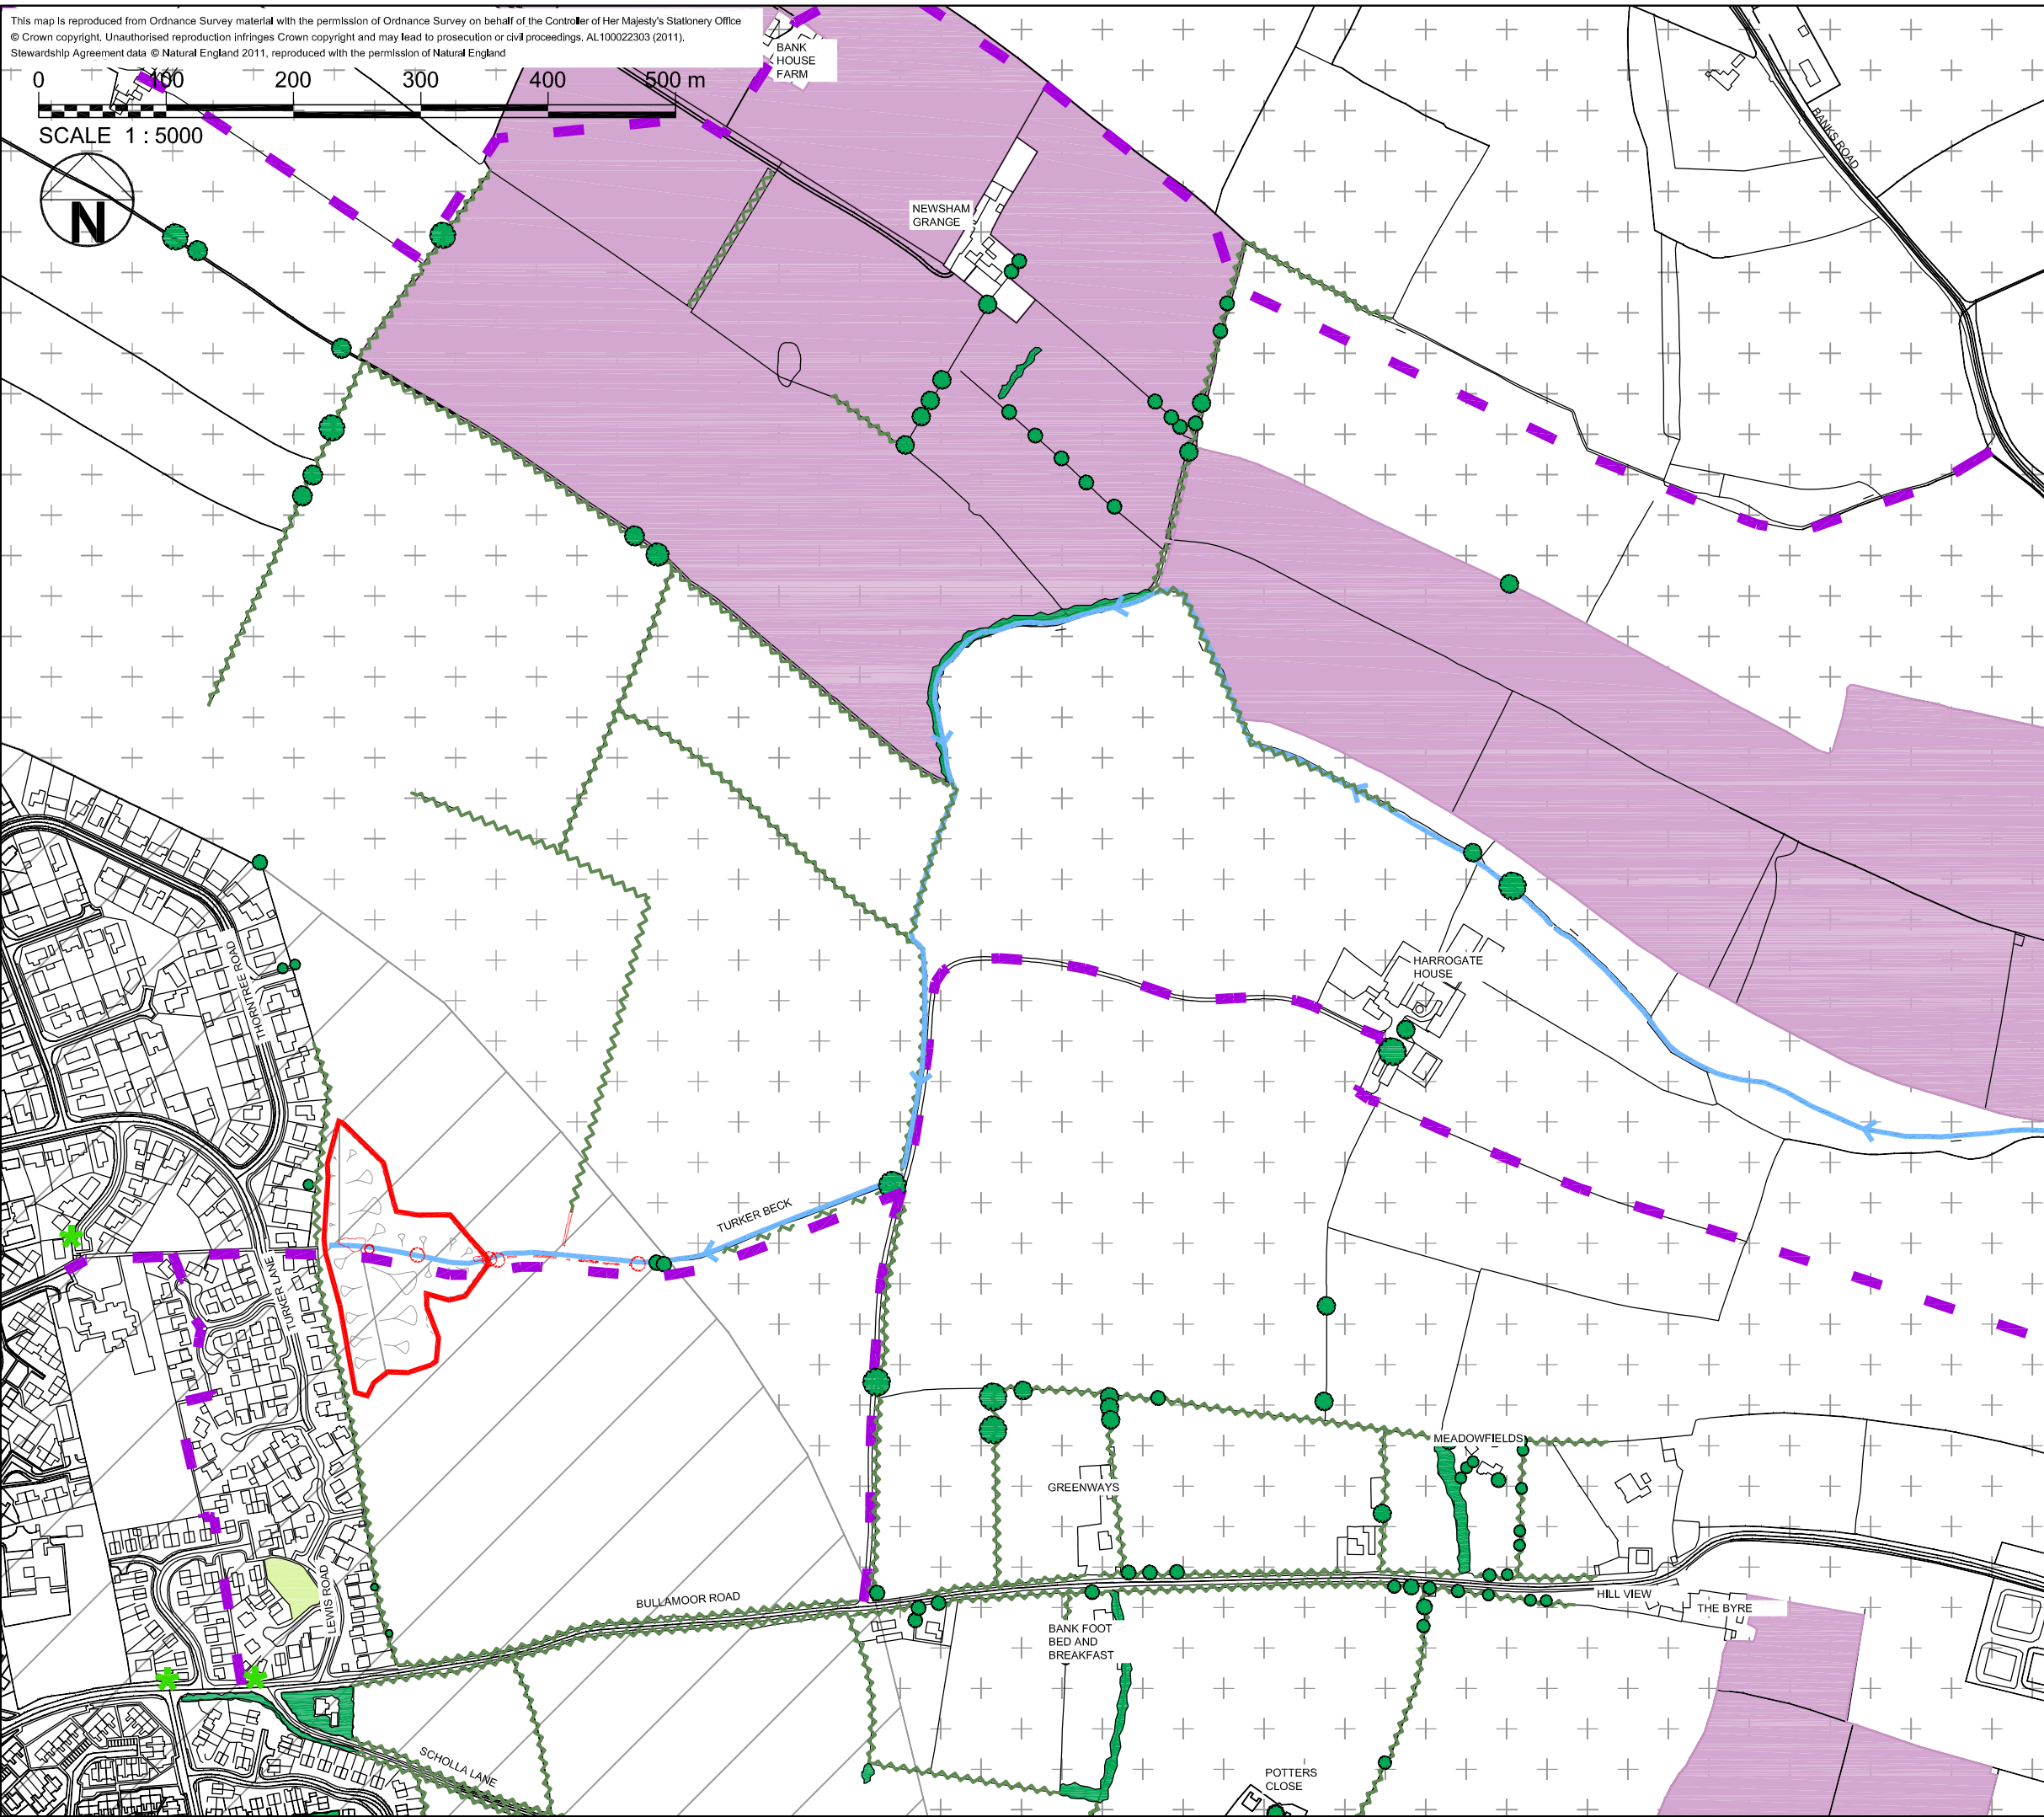 This map is reproduced from Ordnance Survey material with the permission of Ordnance Survey on behalf of the Controller of Her Majesty's Stationery Office
© Crown copyright. Unauthorised reproduction infringes Crown copyright and may lead to prosecution or civil proceedings, AL100022303 (2011),
Stewardship Agreement data © Natural England 2011, reproduced with the permission of Natural England
0 100 200 300 400 500 m
SCALE 1 : 5000
N
BANK
HOUSE
FARM
BANKS ROAD
NEWSHAM
GRANGE
HARROGATE
HOUSE
THORNTREE ROAD
TURKER BECK
TURKER LANE
MEADOWFIELDS
GREENWAYS
LEWIS ROAD
BULLAMOOR ROAD
HILL VIEW
THE BYRE
BANK FOOT
BED AND
BREAKFAST
SCHOLLA LANE
POTTERS
CLOSE